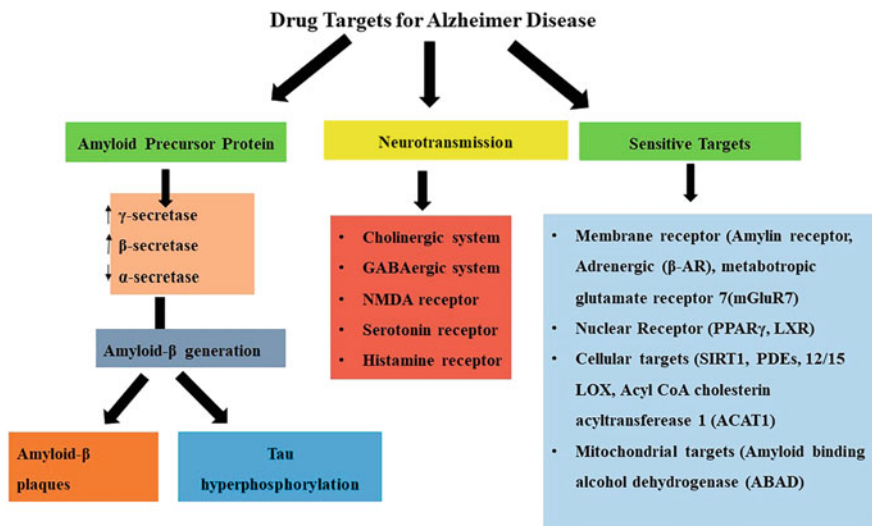 Drug Targets for Alzheimer Disease
Amyloid Precursor Protein
Neurotransmission
Sensitive Targets
↑ γ-secretase
↑ β-secretase
↓ α-secretase
Amyloid-β generation
Amyloid-β
plaques
Tau
hyperphosphorylation
• Cholinergic system
• GABAergic system
• NMDA receptor
• Serotonin receptor
• Histamine receptor
• Membrane receptor (Amylin receptor,
Adrenergic (β-AR), metabotropic
glutamate receptor 7(mGluR7)
• Nuclear Receptor (PPARγ, LXR)
• Cellular targets (SIRT1, PDEs, 12/15
LOX, Acyl CoA cholesterin
acyltransferease 1 (ACAT1)
• Mitochondrial targets (Amyloid binding
alcohol dehydrogenase (ABAD)